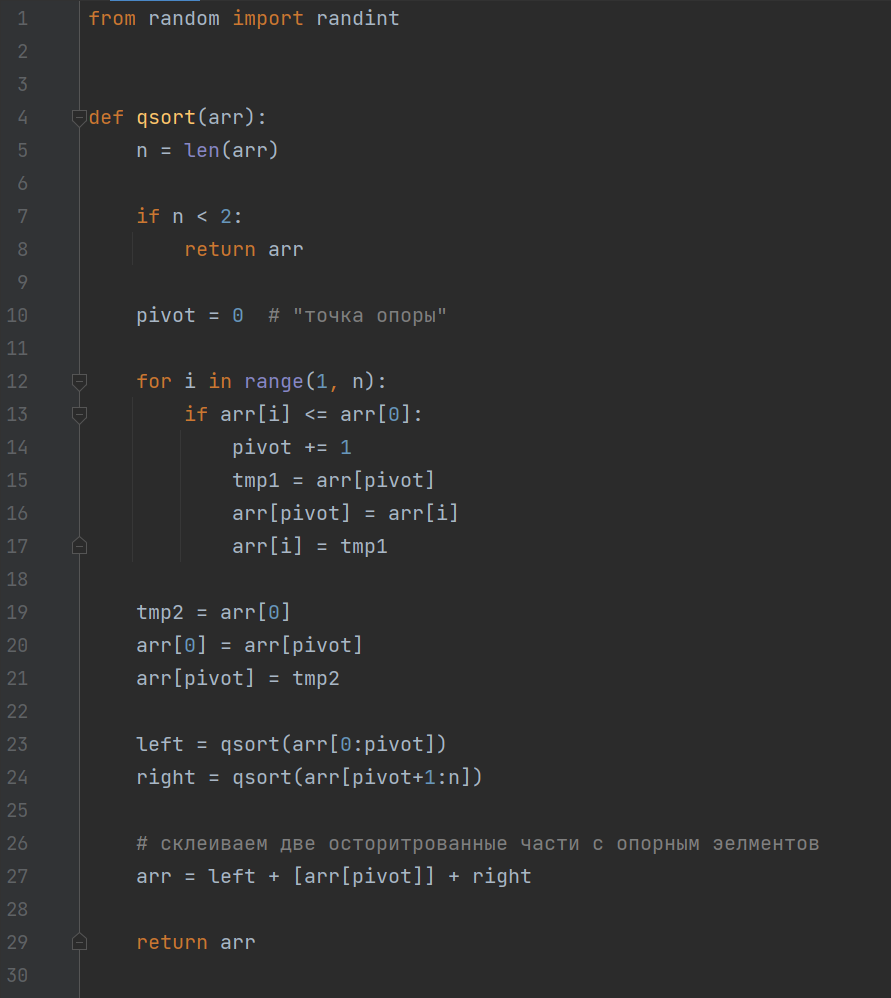 1 from random import randint
2
3
4 def qsort(arr):
5     n = len(arr)
6
7     if n < 2:
8         return arr
9
10     pivot = 0  # "точка опоры"
11
12     for i in range(1, n):
13         if arr[i] <= arr[0]:
14             pivot += 1
15             tmp1 = arr[pivot]
16             arr[pivot] = arr[i]
17             arr[i] = tmp1
18
19     tmp2 = arr[0]
20     arr[0] = arr[pivot]
21     arr[pivot] = tmp2
22
23     left = qsort(arr[0:pivot])
24     right = qsort(arr[pivot+1:n])
25
26     # склеиваем две осторитрованные части с опорным эелментов
27     arr = left + [arr[pivot]] + right
28
29     return arr
30